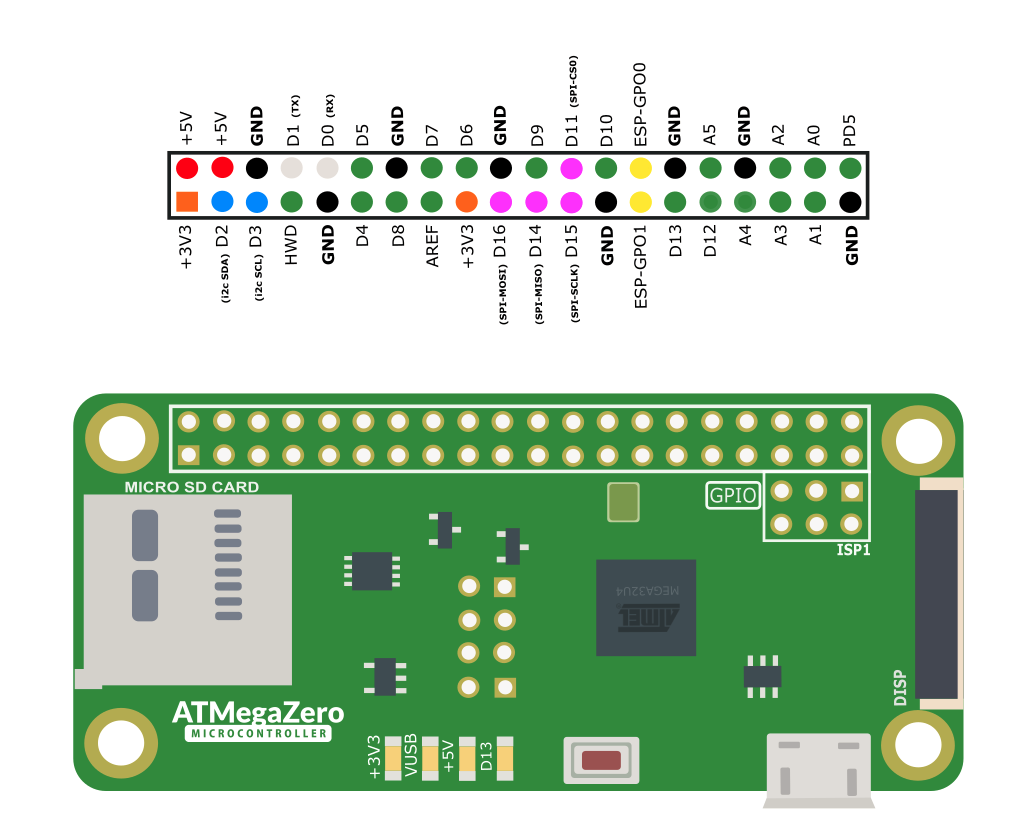 +5V
+5V
GND
D1 (TX)
D0 (RX)
D5
GND
D7
D6
GND
D9
D11 (SPI-CS0)
D10
ESP-GPO0
GND
A5
GND
A2
A0
PD5
+3V3
D2 (i2c SDA)
D3 (i2c SCL)
HWD
GND
D4
D8
AREF
+3V3
D16 (SPI-MOSI)
D14 (SPI-MISO)
D15 (SPI-SCLK)
GND
ESP-GPO1
D13
D12
A4
A3
A1
GND
MICRO SD CARD
GPIO
ISP1
MEGA32U4
ATMEL
DISP
ATMegaZero
MICROCONTROLLER
+3V3
VUSB
+5V
D13